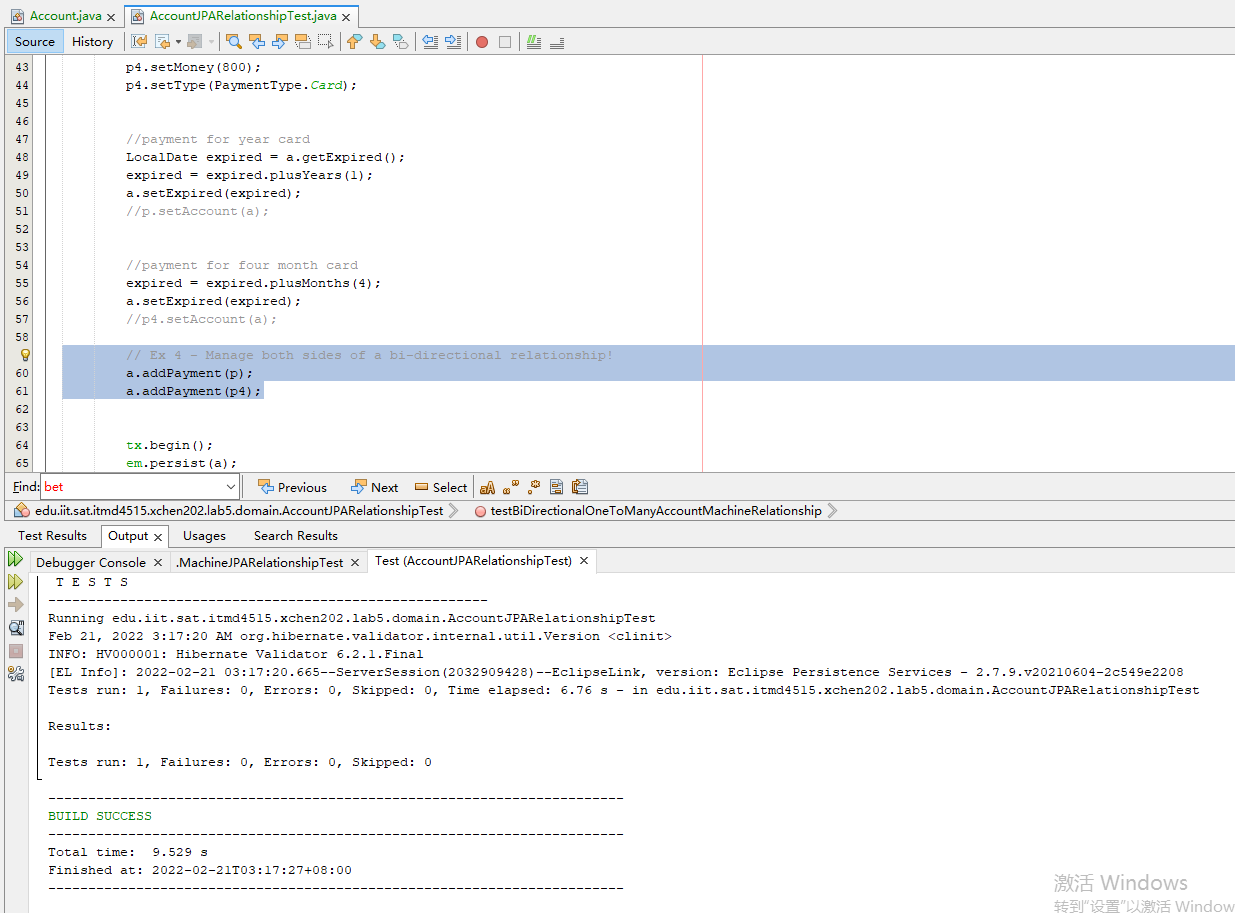 Account.java
AccountJPARelationshipTest.java
Source History
43 p4.setMoney(800);
44 p4.setType(PaymentType.Card);
45
46
47 //payment for year card
48 LocalDate expired = a.getExpired();
49 expired = expired.plusYears(1);
50 a.setExpired(expired);
51 //p.setAccount(a);
52
53
54 //payment for four month card
55 expired = expired.plusMonths(4);
56 a.setExpired(expired);
57 //p4.setAccount(a);
58
// Ex 4 - Manage both sides of a bi-directional relationship!
60 a.addPayment(p);
61 a.addPayment(p4);
62
63
64 tx.begin();
65 em.persist(a);
Find: bet Previous Next Select
edu.iit.sat.itmd4515.xchen202.lab5.domain.AccountJPARelationshipTest testBiDirectionalOneToManyAccountMachineRelationship
Test Results Output Usages Search Results
Debugger Console .MachineJPARelationshipTest Test (AccountJPARelationshipTest)
T E S T S
-------------------------------------------------------
Running edu.iit.sat.itmd4515.xchen202.lab5.domain.AccountJPARelationshipTest
Feb 21, 2022 3:17:20 AM org.hibernate.validator.internal.util.Version <clinit>
INFO: HV000001: Hibernate Validator 6.2.1.Final
[EL Info]: 2022-02-21 03:17:20.665--ServerSession(2032909428)--EclipseLink, version: Eclipse Persistence Services - 2.7.9.v20210604-2c549e2208
Tests run: 1, Failures: 0, Errors: 0, Skipped: 0, Time elapsed: 6.76 s - in edu.iit.sat.itmd4515.xchen202.lab5.domain.AccountJPARelationshipTest
Results:
Tests run: 1, Failures: 0, Errors: 0, Skipped: 0
------------------------------------------------------------------------
BUILD SUCCESS
------------------------------------------------------------------------
Total time:  9.529 s
Finished at: 2022-02-21T03:17:27+08:00
------------------------------------------------------------------------
激活 Windows
转到"设置"以激活 Window